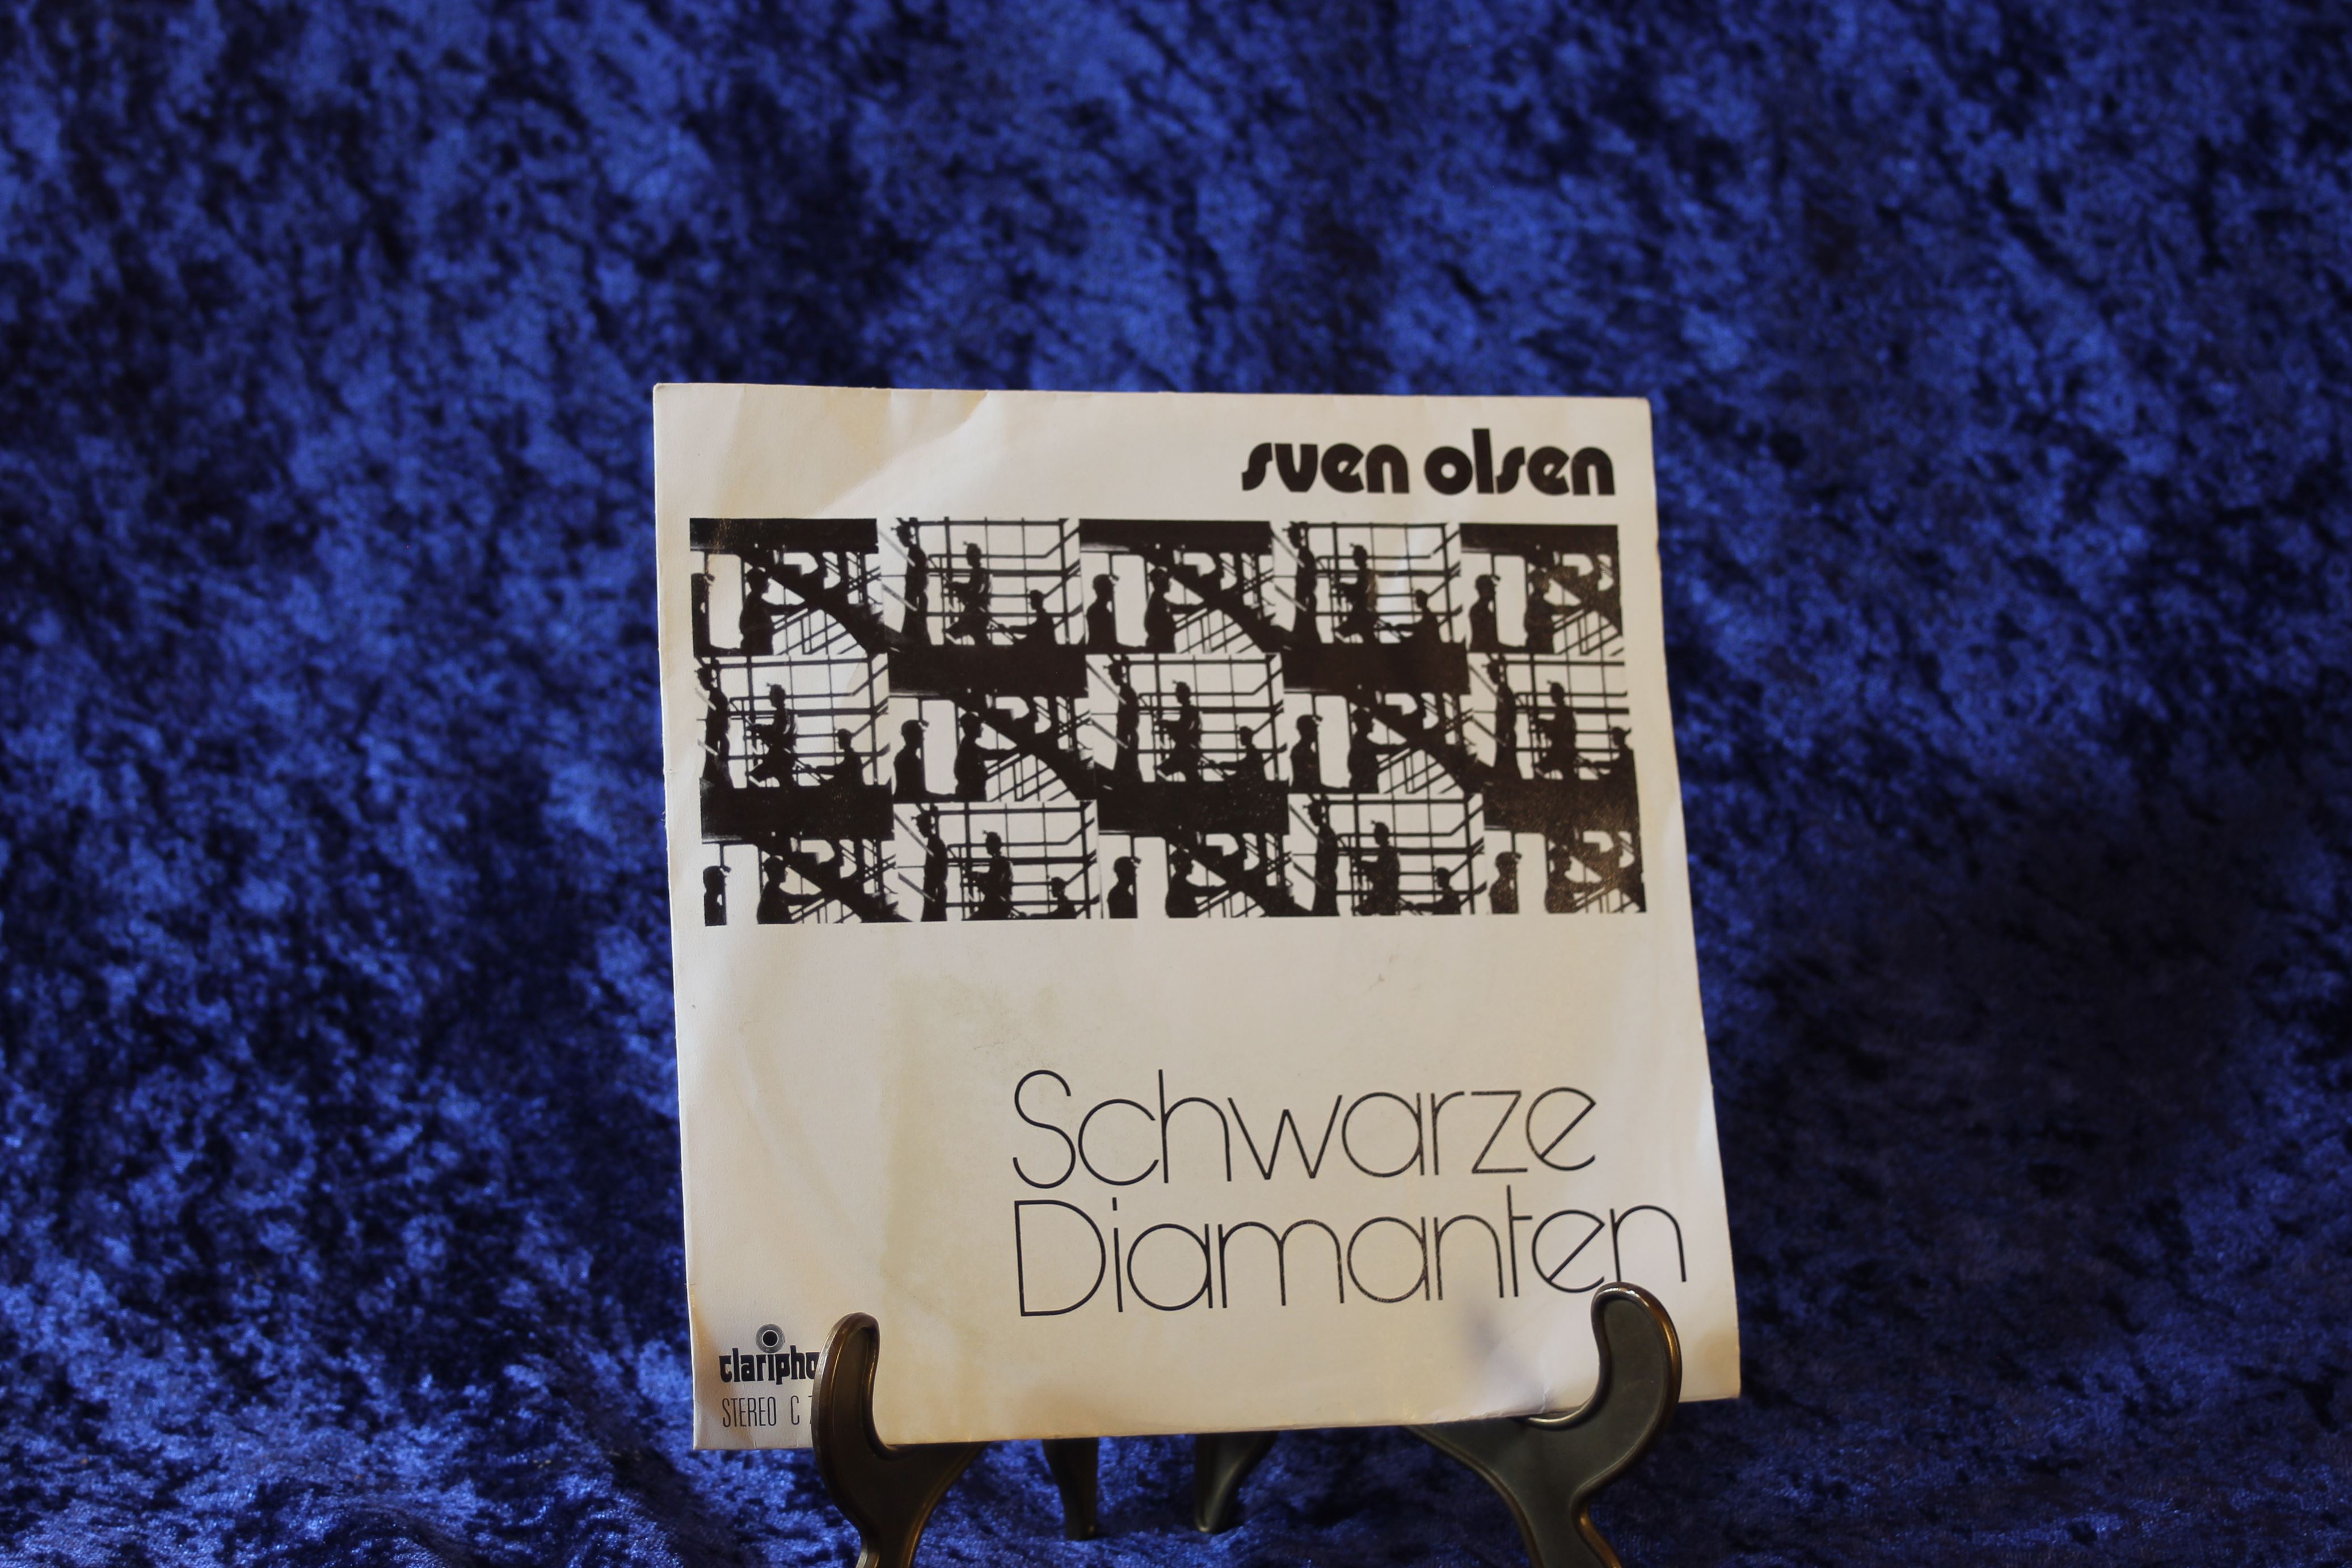 sven olsen
Schwarze
Diamanten
STEREO C